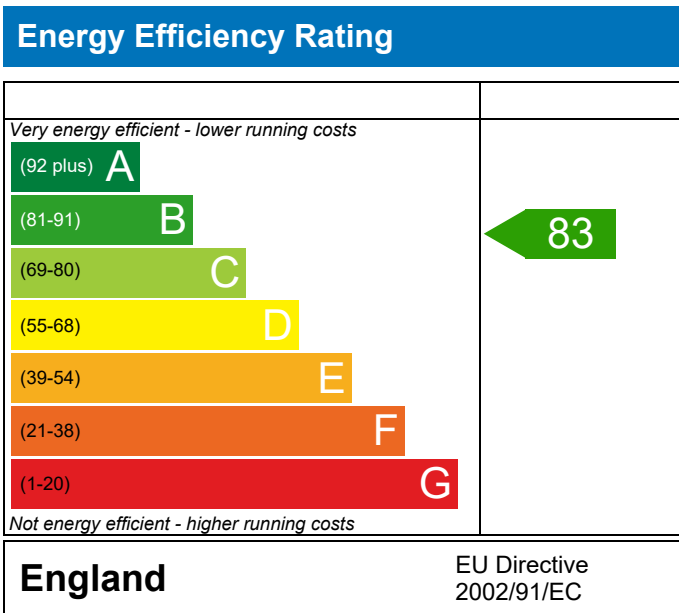 Energy Efficiency Rating
Very energy efficient - lower running costs
(92 plus) A
(81-91) B
83
(69-80) C
(55-68) D
(39-54) E
(21-38) F
(1-20) G
Not energy efficient - higher running costs
England
EU Directive
2002/91/EC